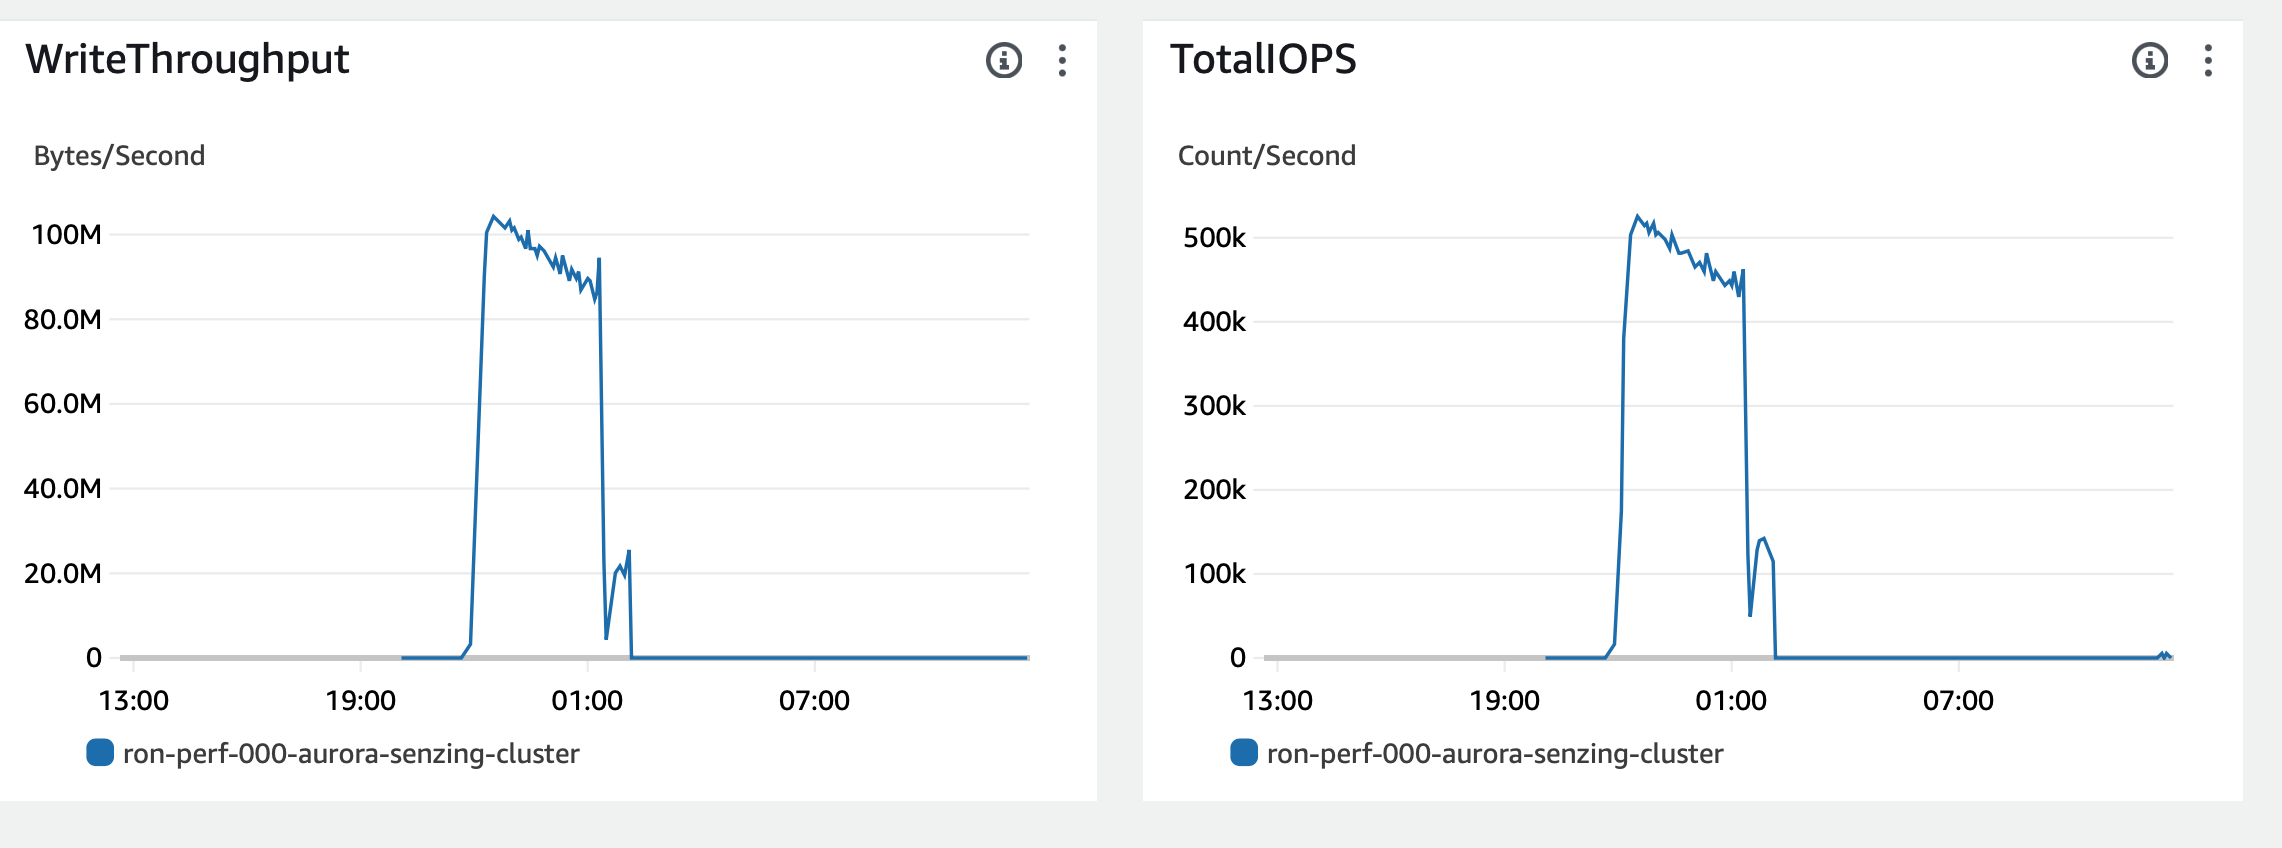 WriteThroughput
Bytes/Second
100M
80.0M
60.0M
40.0M
20.0M
0
13:00 19:00 01:00 07:00
ron-perf-000-aurora-senzing-cluster
TotalIOPS
Count/Second
500k
400k
300k
200k
100k
0
13:00 19:00 01:00 07:00
ron-perf-000-aurora-senzing-cluster